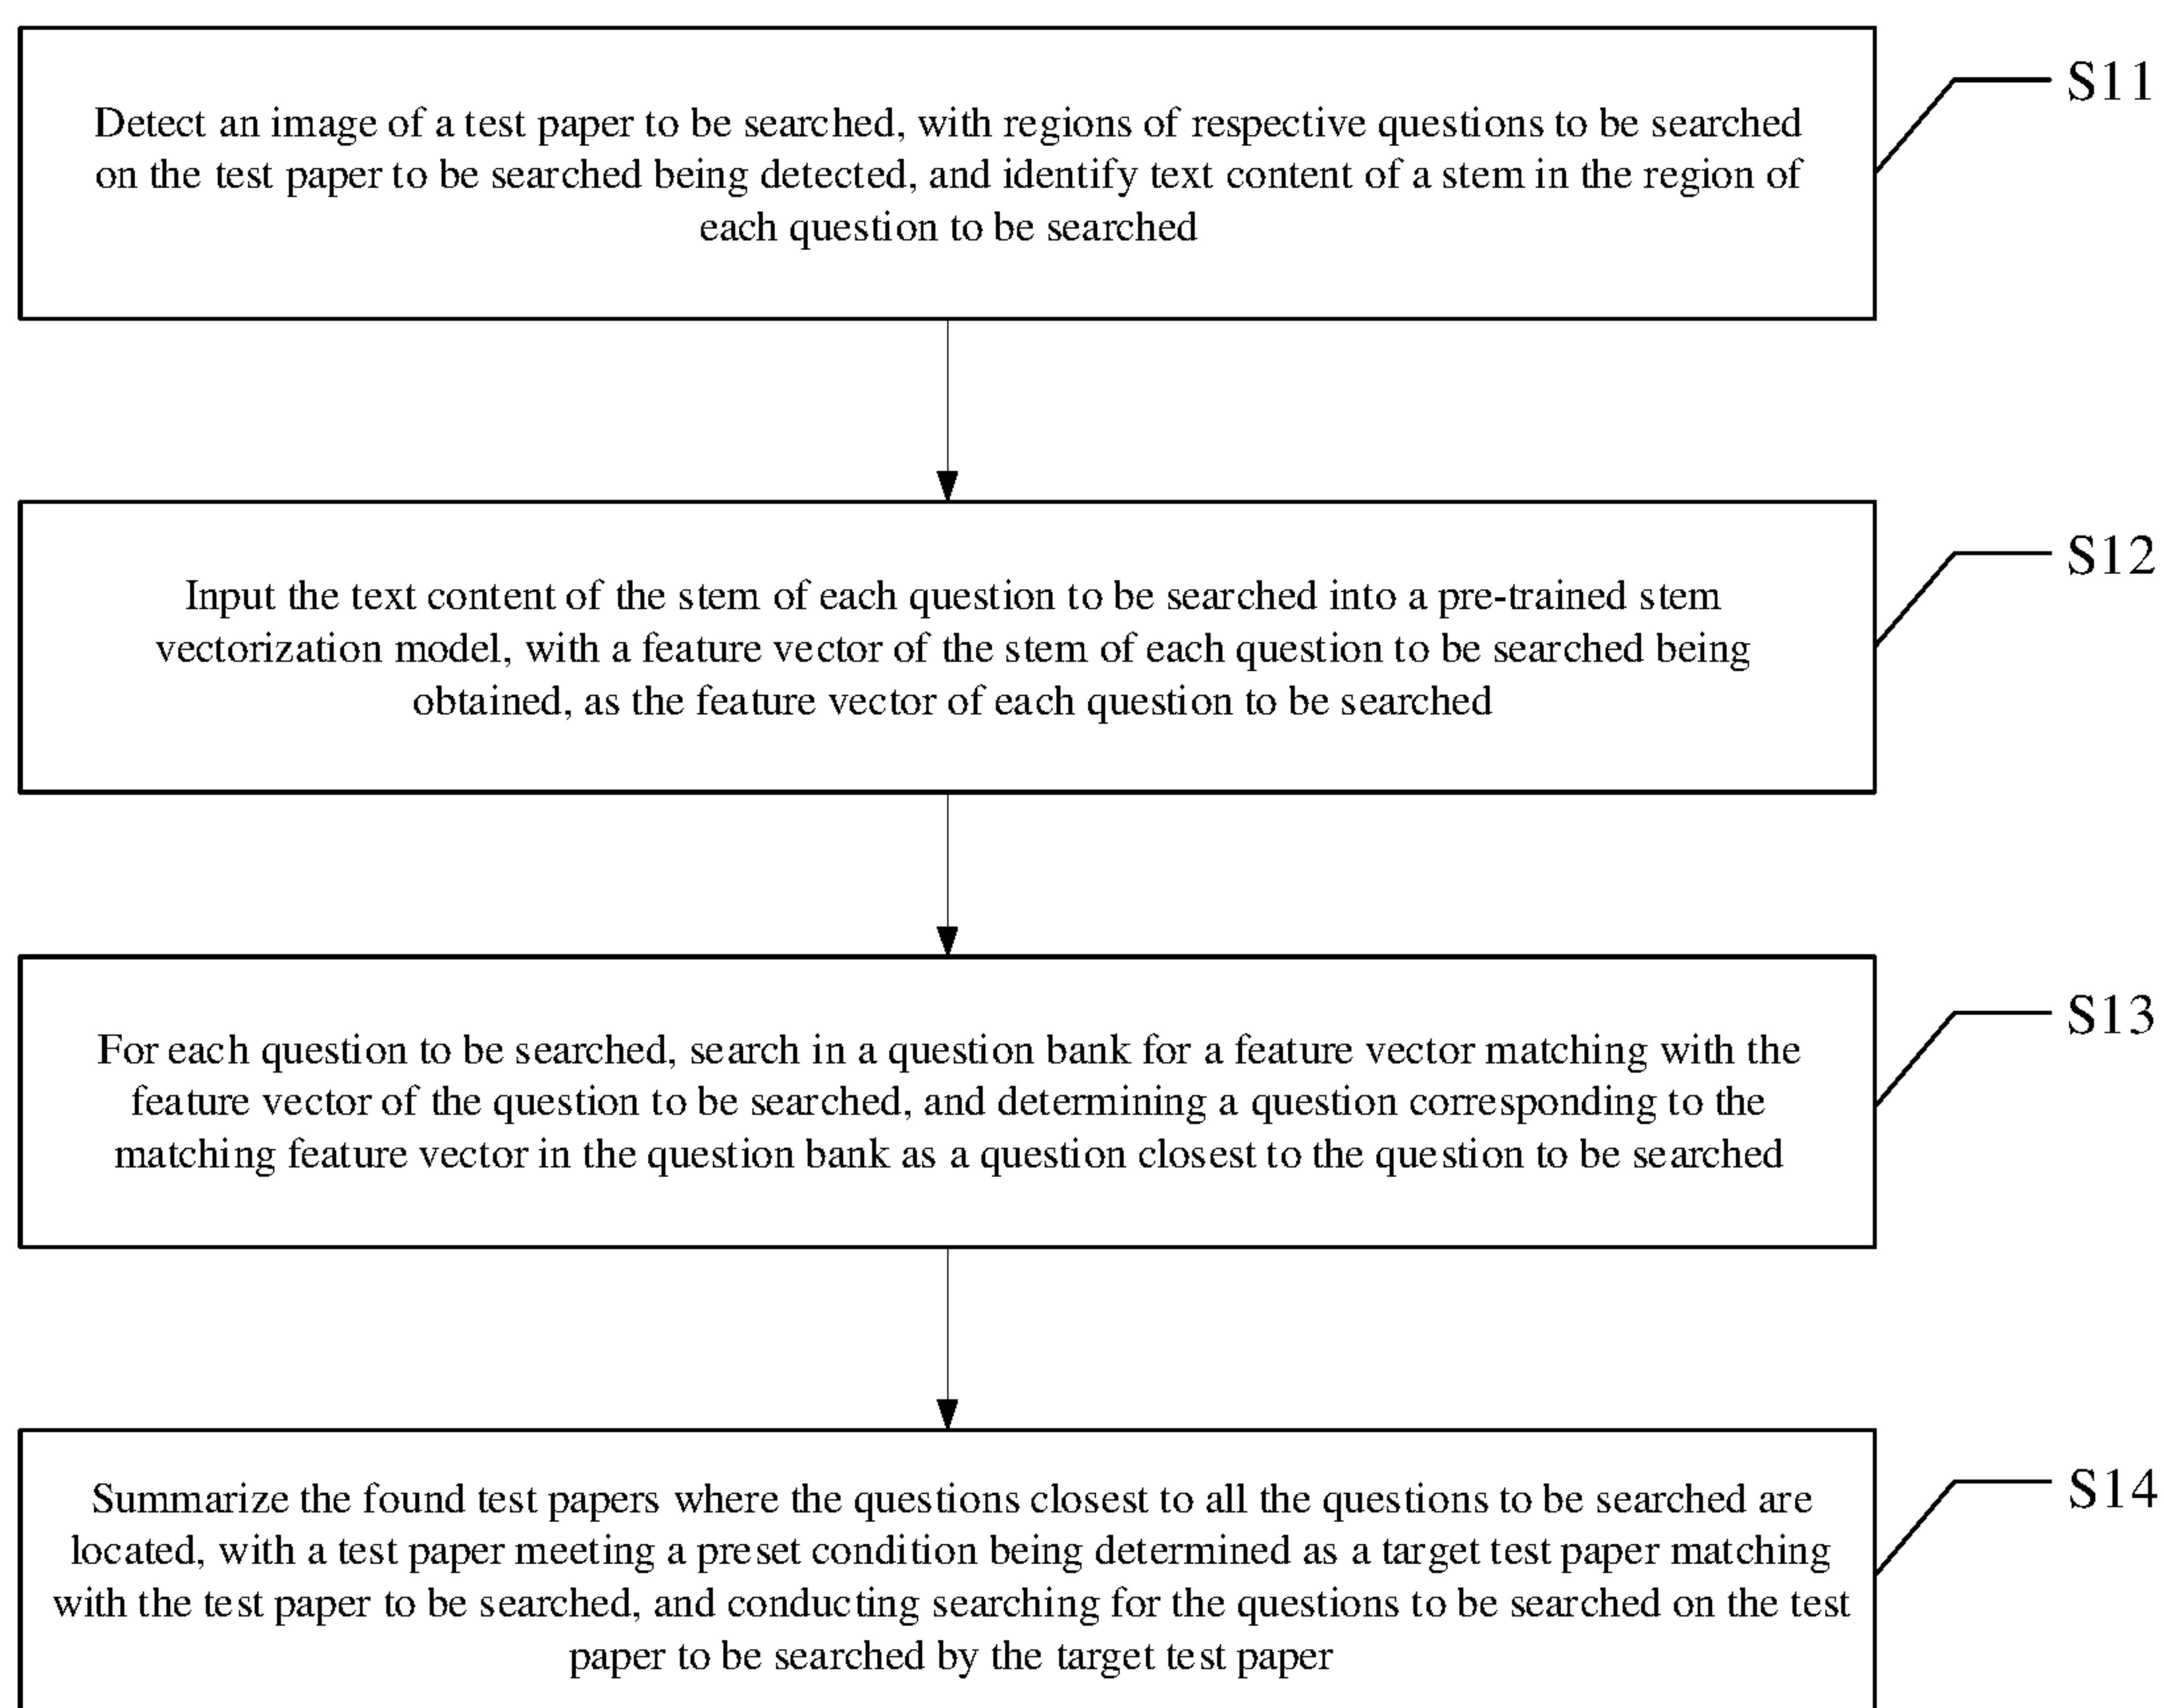 S11
Detect an image of a test paper to be searched, with regions of respective questions to be searched
on the test paper to be searched being detected, and identify text content of a stem in the region of
each question to be searched
S12
Input the text content of the stem of each question to be searched into a pre-trained stem
vectorization model, with a feature vector of the stem of each question to be searched being
obtained, as the feature vector of each question to be searched
S13
For each question to be searched, search in a question bank for a feature vector matching with the
feature vector of the question to be searched, and determining a question corresponding to the
matching feature vector in the question bank as a question closest to the question to be searched
S14
Summarize the found test papers where the questions closest to all the questions to be searched are
located, with a test paper meeting a preset condition being determined as a target test paper matching
with the test paper to be searched, and conducting searching for the questions to be searched on the test
paper to be searched by the target test paper